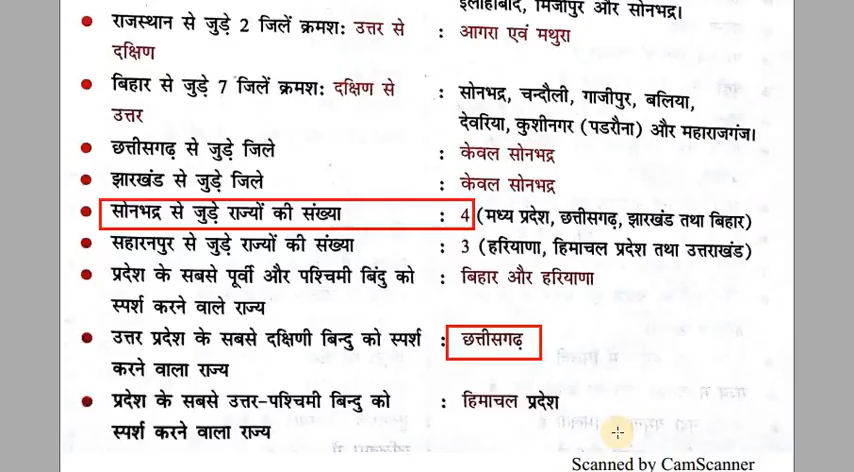 इलाहाबाद, मिर्जापुर और सोनभद्र।
राजस्थान से जुड़े 2 जिलें क्रमश: उत्तर से : आगरा एवं मथुरा
दक्षिण
बिहार से जुड़े 7 जिलें क्रमश: दक्षिण से : सोनभद्र, चन्दौली, गाजीपुर, बलिया,
उत्तर देवरिया, कुशीनगर (पडरौना) और महाराजगंज।
छत्तीसगढ़ से जुड़े जिले : केवल सोनभद्र
झारखंड से जुड़े जिले : केवल सोनभद्र
सोनभद्र से जुड़े राज्यों की संख्या : 4 (मध्य प्रदेश, छत्तीसगढ़, झारखंड तथा बिहार)
सहारनपुर से जुड़े राज्यों की संख्या : 3 (हरियाणा, हिमाचल प्रदेश तथा उत्तराखंड)
प्रदेश के सबसे पूर्वी और पश्चिमी बिंदु को : बिहार और हरियाणा
स्पर्श करने वाले राज्य
उत्तर प्रदेश के सबसे दक्षिणी बिन्दु को स्पर्श : छत्तीसगढ़
करने वाला राज्य
प्रदेश के सबसे उत्तर-पश्चिमी बिन्दु को : हिमाचल प्रदेश
स्पर्श करने वाला राज्य
Scanned by CamScanner